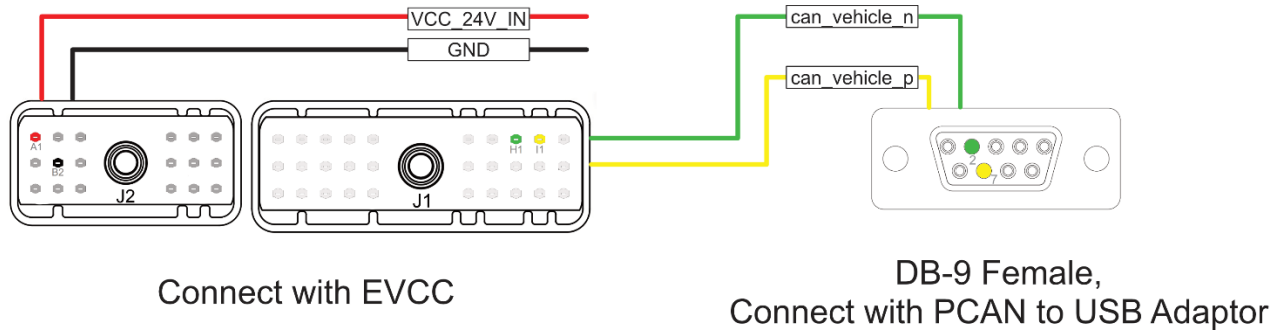 VCC_24V_IN
GND
can_vehicle_n
can_vehicle_p
A1
B2
J2
H1 I1
J1
2
7
Connect with EVCC
DB-9 Female,
Connect with PCAN to USB Adaptor